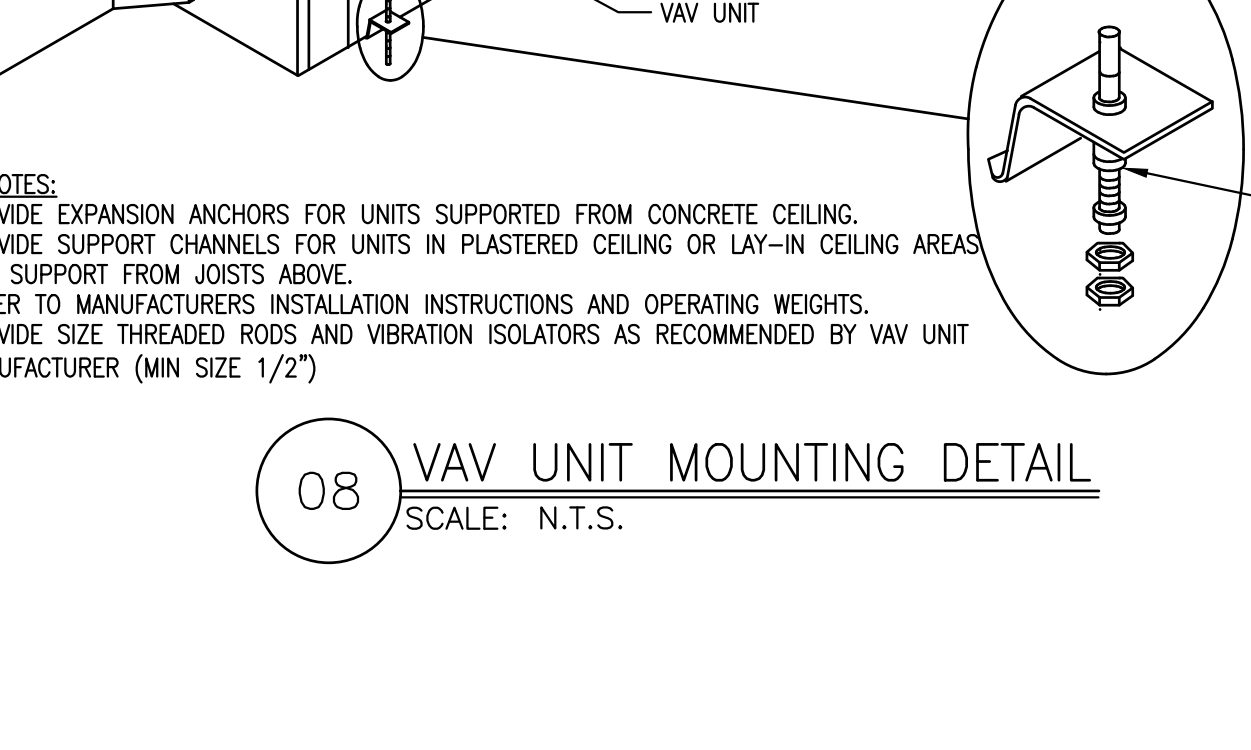 VAV UNIT
OTES:
VIDE EXPANSION ANCHORS FOR UNITS SUPPORTED FROM CONCRETE CEILING.
VIDE SUPPORT CHANNELS FOR UNITS IN PLASTERED CEILING OR LAY-IN CEILING AREAS
SUPPORT FROM JOISTS ABOVE.
ER TO MANUFACTURERS INSTALLATION INSTRUCTIONS AND OPERATING WEIGHTS.
VIDE SIZE THREADED RODS AND VIBRATION ISOLATORS AS RECOMMENDED BY VAV UNIT
UFACTURER (MIN SIZE 1/2")
08 VAV UNIT MOUNTING DETAIL
SCALE: N.T.S.